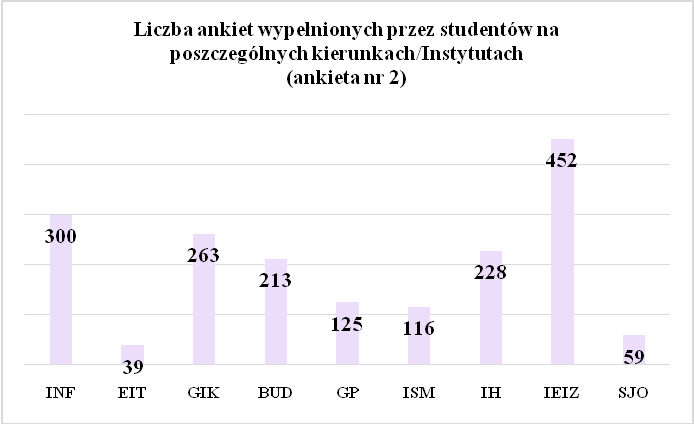 Liczba ankiet wypełnionych przez studentów na
poszczególnych kierunkach/Instytutach
(ankieta nr 2)
452
300
263
228
213
125
116
59
39
INF EIT GIK BUD GP ISM IH IEIZ SJO